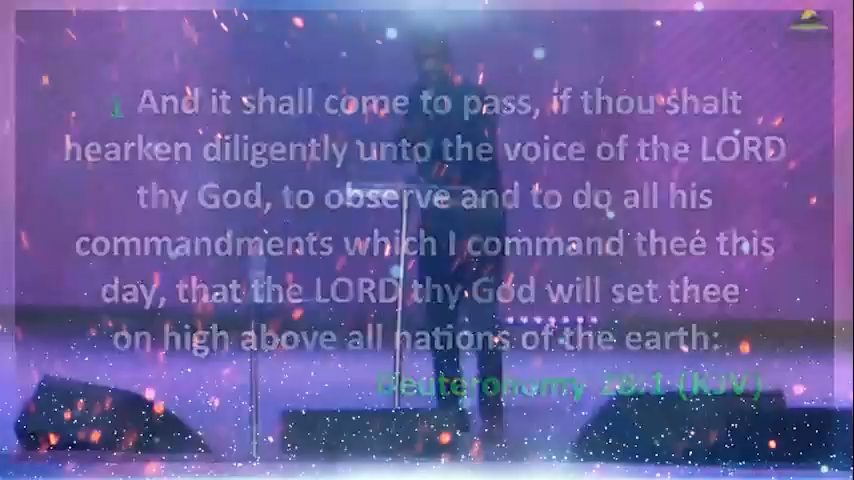 1 And it shall come to pass, if thou shalt
hearken diligently unto the voice of the LORD
thy God, to observe and to do all his
commandments which I command thee this
day, that the LORD thy God will set thee
on high above all nations of the earth:
Deuteronomy 28:1 (KJV)